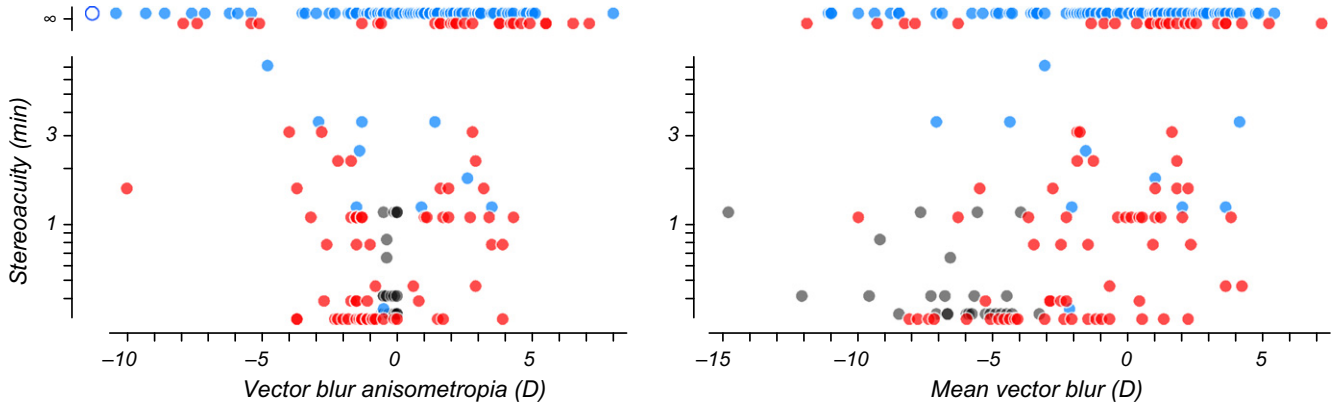 ∞
3
1
Stereoacuity (min)
–10 –5 0 5
Vector blur anisometropia (D)
3
1
–15 –10 –5 0 5
Mean vector blur (D)